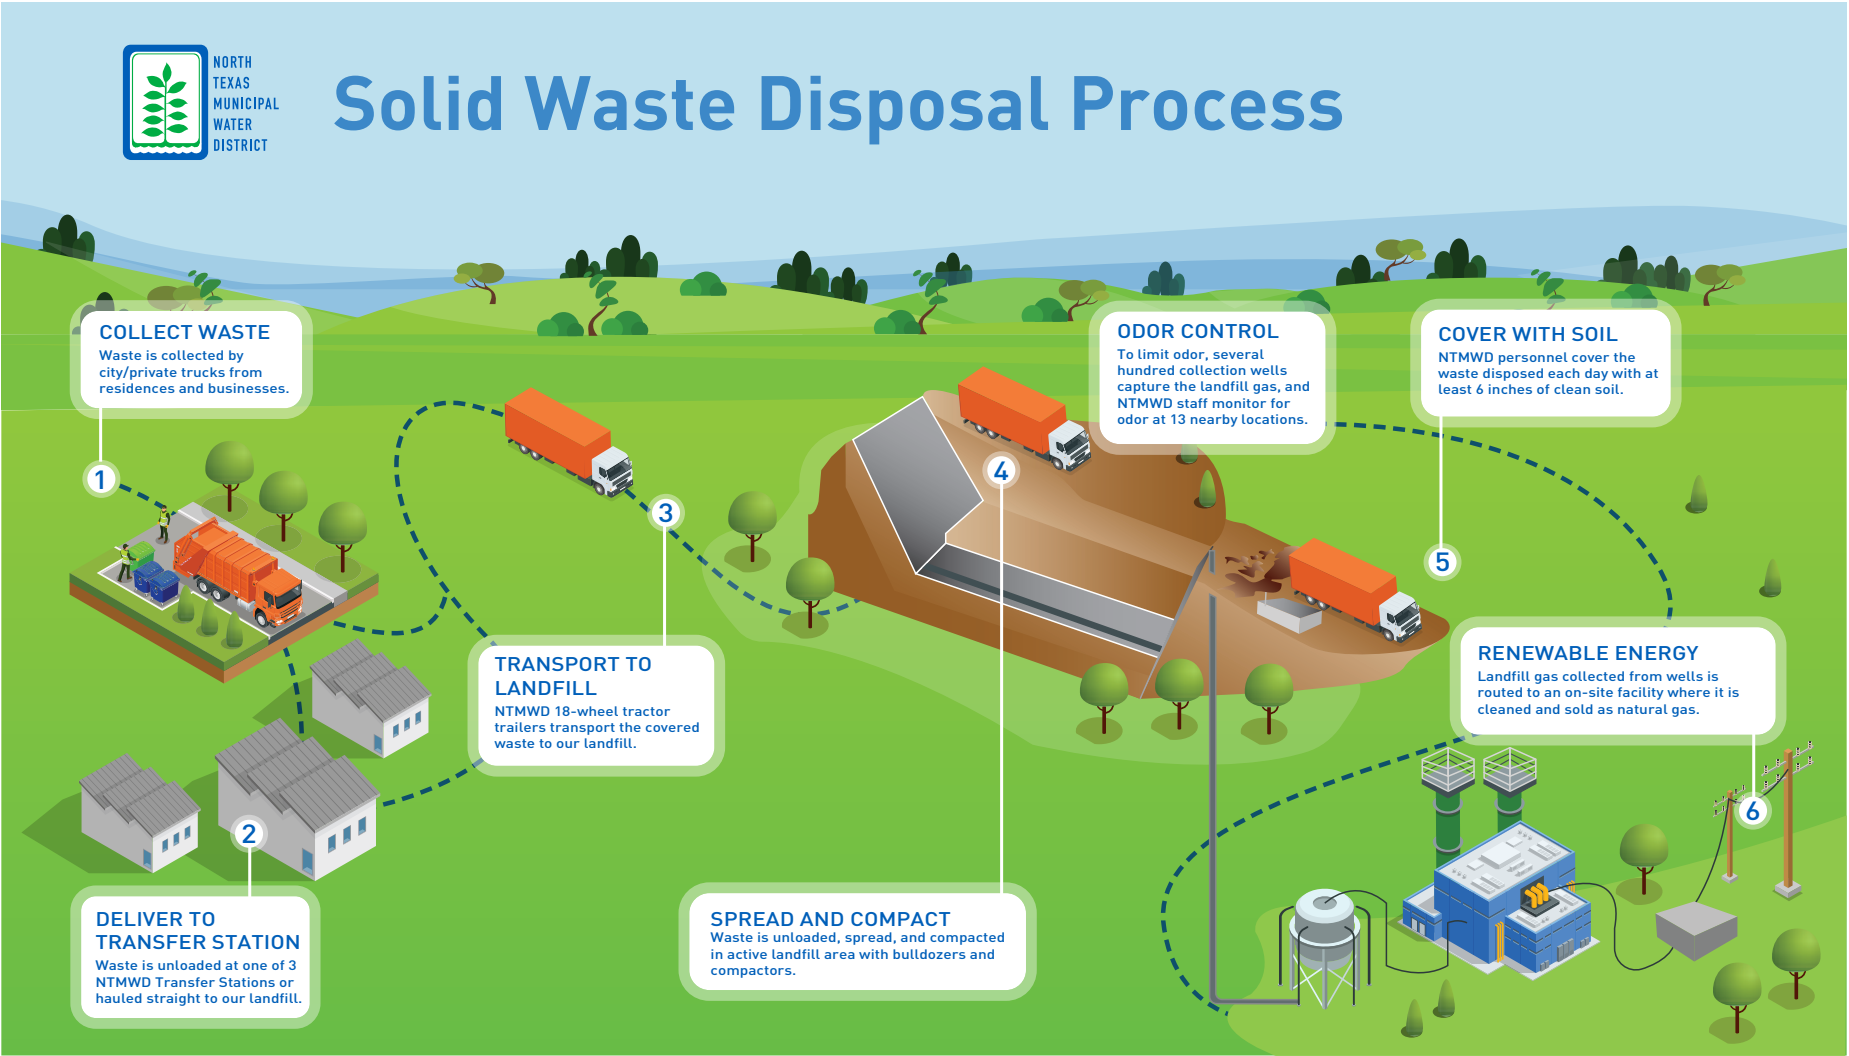 NORTH
TEXAS
MUNICIPAL
WATER
DISTRICT
Solid Waste Disposal Process
COLLECT WASTE
Waste is collected by
city/private trucks from
residences and businesses.
1
DELIVER TO
TRANSFER STATION
Waste is unloaded at one of 3
NTMWD Transfer Stations or
hauled straight to our landfill.
2
TRANSPORT TO
LANDFILL
NTMWD 18-wheel tractor
trailers transport the covered
waste to our landfill.
3
SPREAD AND COMPACT
Waste is unloaded, spread, and compacted
in active landfill area with bulldozers and
compactors.
4
ODOR CONTROL
To limit odor, several
hundred collection wells
capture the landfill gas, and
NTMWD staff monitor for
odor at 13 nearby locations.
COVER WITH SOIL
NTMWD personnel cover the
waste disposed each day with at
least 6 inches of clean soil.
5
RENEWABLE ENERGY
Landfill gas collected from wells is
routed to an on-site facility where it is
cleaned and sold as natural gas.
6